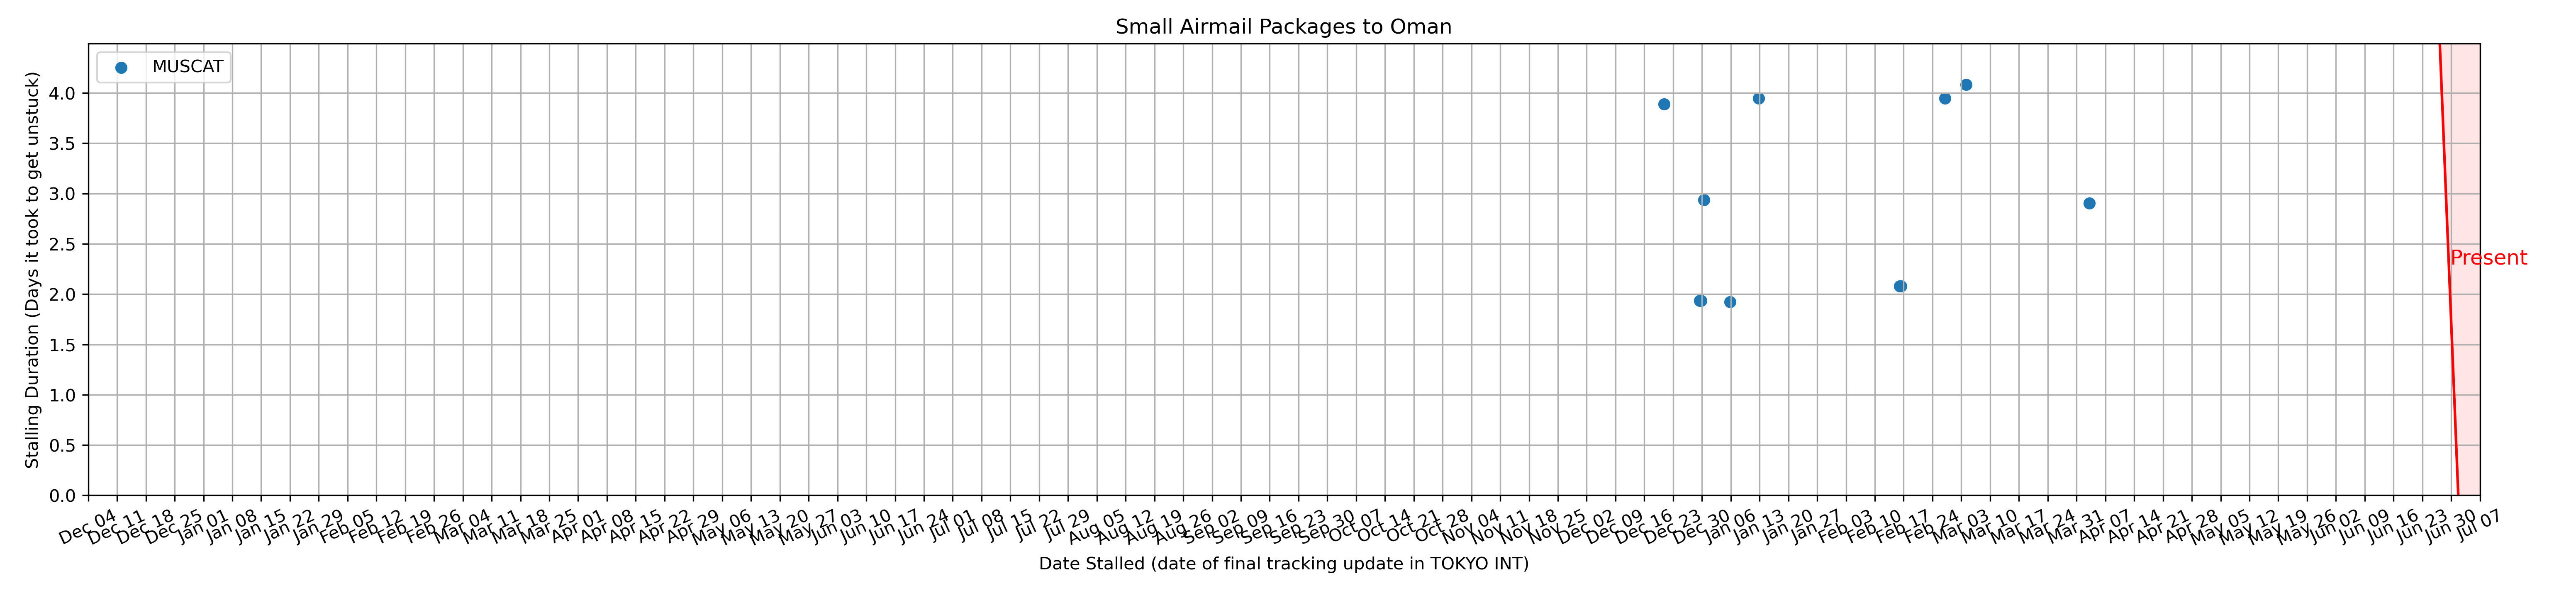 Small Airmail Packages to Oman
MUSCAT
Stalling Duration (Days it took to get unstuck)
4.0
3.5
3.0
2.5
2.0
1.5
1.0
0.5
0.0
Present
Dec 04 Dec 11 Dec 18 Dec 25 Jan 01 Jan 08 Jan 15 Jan 22 Jan 29 Feb 05 Feb 12 Feb 19 Feb 26 Mar 04 Mar 11 Mar 18 Mar 25 Apr 01 Apr 08 Apr 15 Apr 22 Apr 29 May 06 May 13 May 20 May 27 Jun 03 Jun 10 Jun 17 Jun 24 Jul 01 Jul 08 Jul 15 Jul 22 Jul 29 Aug 05 Aug 12 Aug 19 Aug 26 Sep 02 Sep 09 Sep 16 Sep 23 Sep 30 Oct 07 Oct 14 Oct 21 Oct 28 Nov 04 Nov 11 Nov 18 Nov 25 Dec 02 Dec 09 Dec 16 Dec 23 Dec 30 Jan 06 Jan 13 Jan 20 Jan 27 Feb 03 Feb 10 Feb 17 Feb 24 Mar 03 Mar 10 Mar 17 Mar 24 Mar 31 Apr 07 Apr 14 Apr 21 Apr 28 May 05 May 12 May 19 May 26 Jun 02 Jun 09 Jun 16 Jun 23 Jun 30 Jul 07
Date Stalled (date of final tracking update in TOKYO INT)